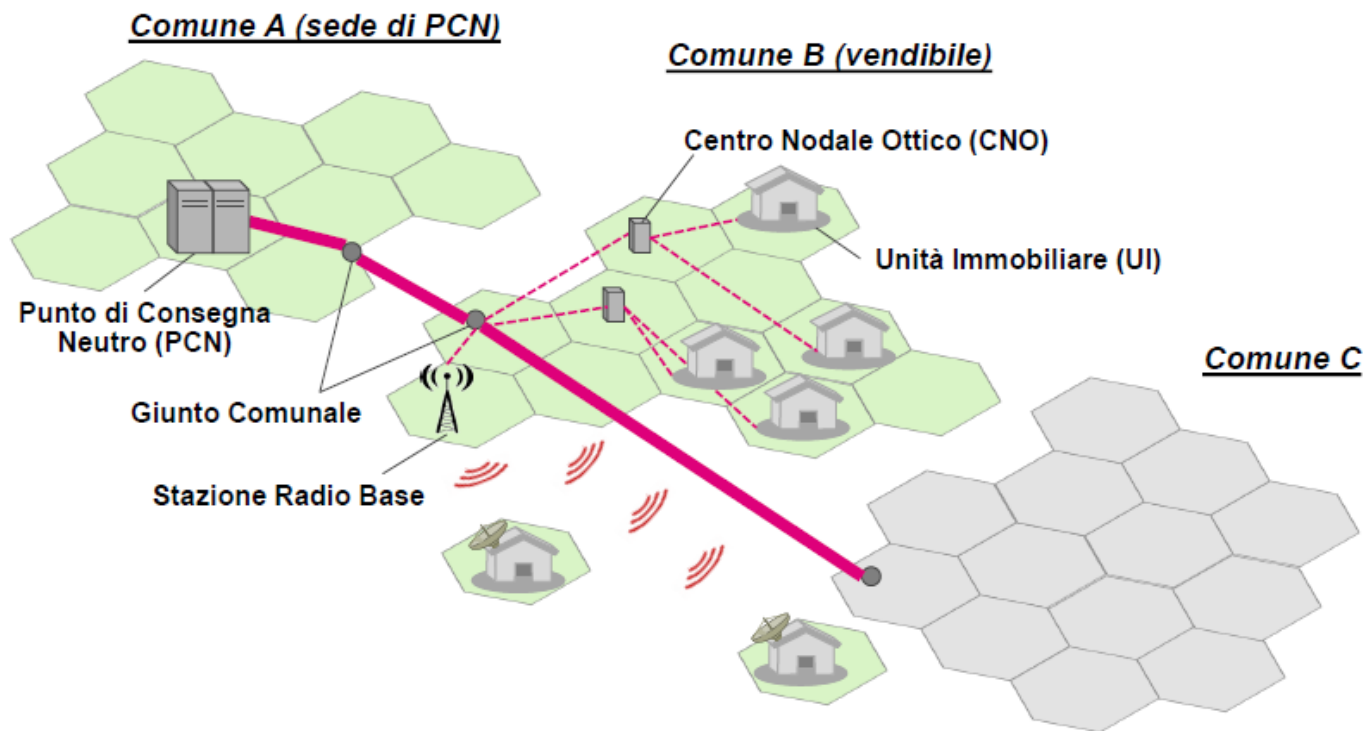 Comune A (sede di PCN)
Comune B (vendibile)
Centro Nodale Ottico (CNO)
Unità Immobiliare (UI)
Punto di Consegna
Neutro (PCN)
Comune C
Giunto Comunale
Stazione Radio Base